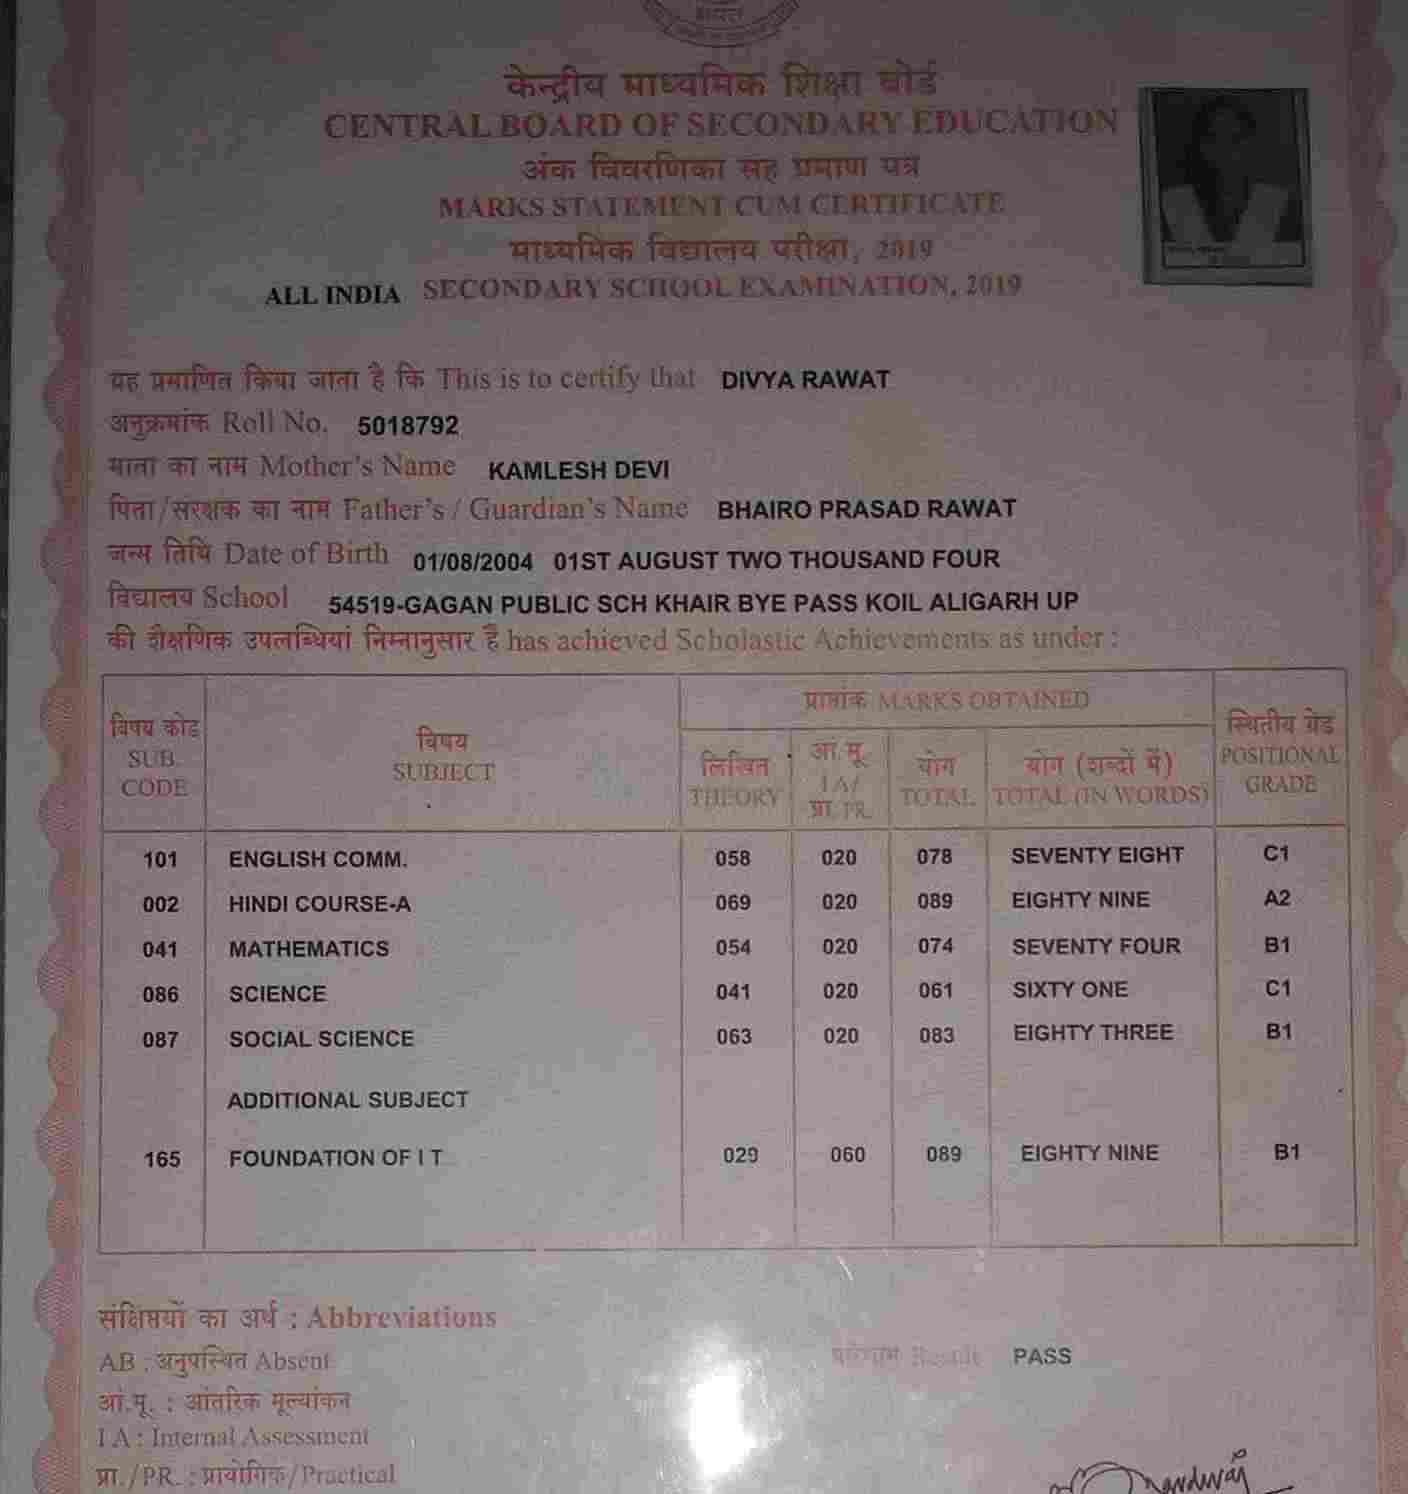 भारत
केन्द्रीय माध्यमिक शिक्षा बोर्ड
CENTRAL BOARD OF SECONDARY EDUCATION
अंक विवरणिका सह प्रमाण पत्र
MARKS STATEMENT CUM CERTIFICATE
माध्यमिक विद्यालय परीक्षा, 2019
ALL INDIA SECONDARY SCHOOL EXAMINATION, 2019
यह प्रमाणित किया जाता है कि This is to certify that DIVYA RAWAT
अनुक्रमांक Roll No. 5018792
माता का नाम Mother's Name KAMLESH DEVI
पिता/संरक्षक का नाम Father's / Guardian's Name BHAIRO PRASAD RAWAT
जन्म तिथि Date of Birth 01/08/2004 01ST AUGUST TWO THOUSAND FOUR
विद्यालय School 54519-GAGAN PUBLIC SCH KHAIR BYE PASS KOIL ALIGARH UP
की शैक्षणिक उपलब्धियां निम्नानुसार हैं has achieved Scholastic Achievements as under :
प्राप्तांक MARKS OBTAINED
विषय कोड SUB. CODE विषय SUBJECT लिखित THEORY आं.मू. I A/ प्रा. PR. योग TOTAL योग (शब्दों में) TOTAL (IN WORDS) स्थितीय ग्रेड POSITIONAL GRADE
101 ENGLISH COMM. 058 020 078 SEVENTY EIGHT C1
002 HINDI COURSE-A 069 020 089 EIGHTY NINE A2
041 MATHEMATICS 054 020 074 SEVENTY FOUR B1
086 SCIENCE 041 020 061 SIXTY ONE C1
087 SOCIAL SCIENCE 063 020 083 EIGHTY THREE B1
ADDITIONAL SUBJECT
165 FOUNDATION OF I T 029 060 089 EIGHTY NINE B1
संक्षिप्तियों का अर्थ : Abbreviations
AB : अनुपस्थित Absent
परिणाम Result PASS
आं.मू. : आंतरिक मूल्यांकन
I A : Internal Assessment
प्रा./PR. : प्रायोगिक/Practical